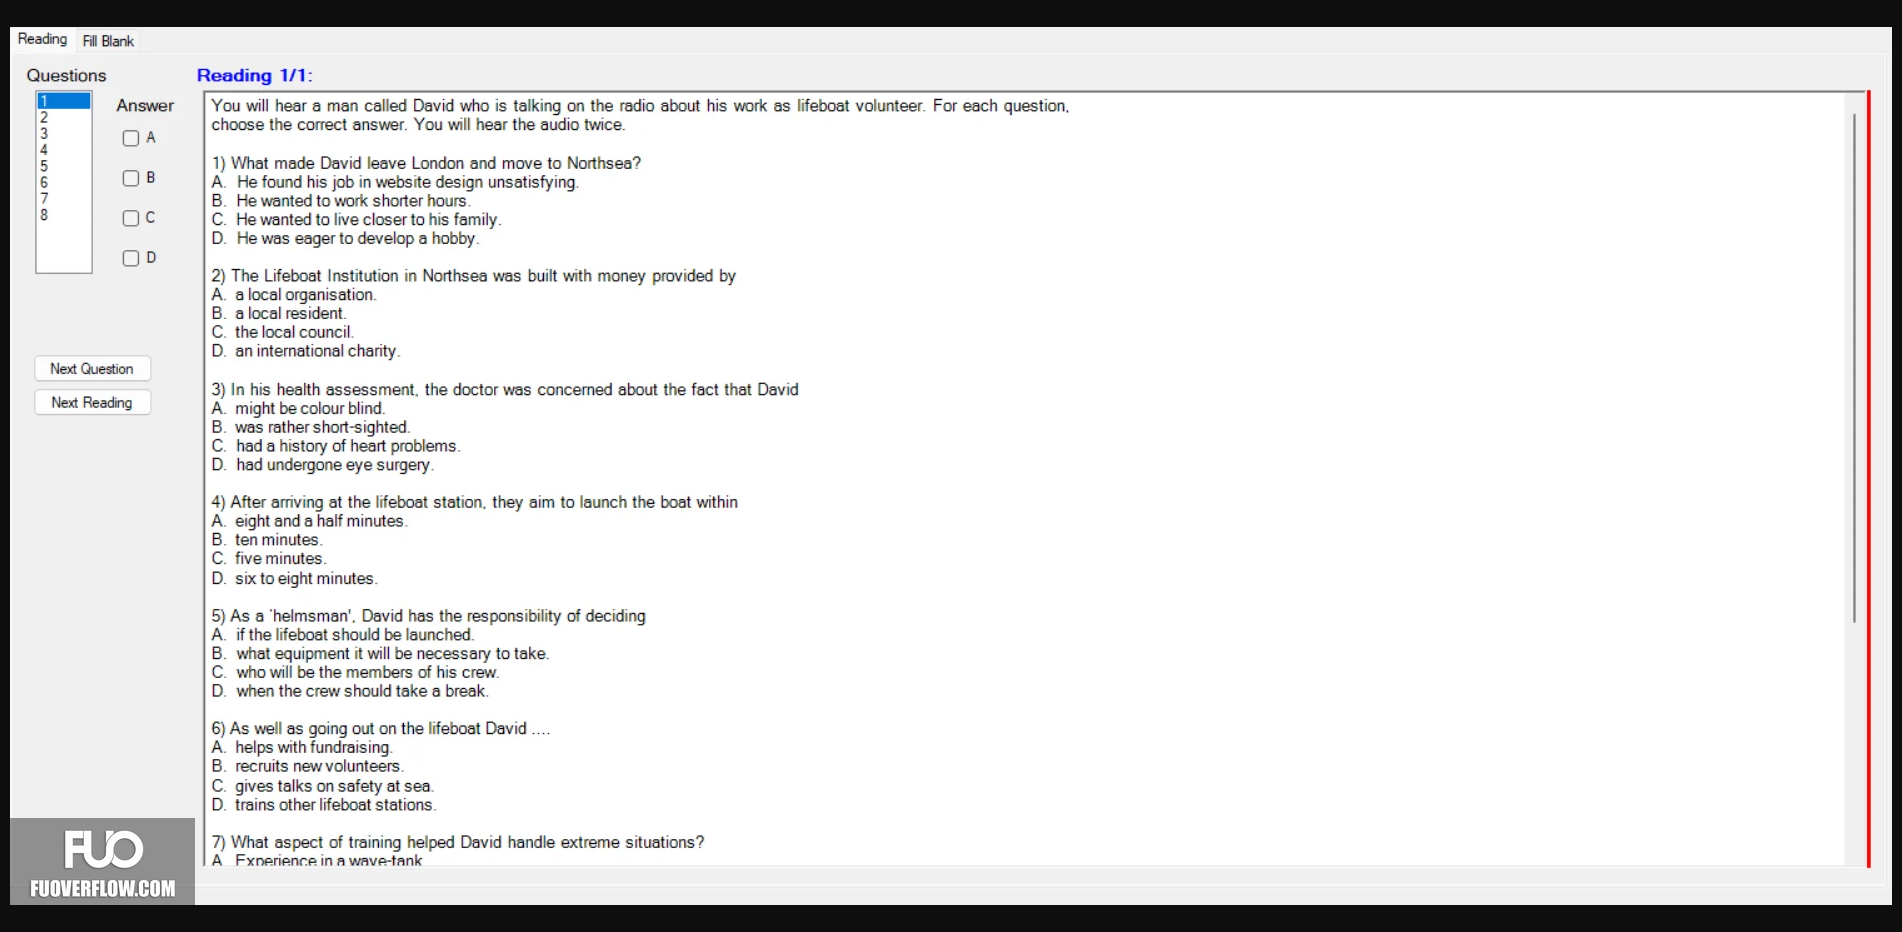 Reading
Fill Blank
Questions
Reading 1/1:
1
2
3
4
5
6
7
8
Answer
A
B
C
D
Next Question
Next Reading
You will hear a man called David who is talking on the radio about his work as lifeboat volunteer. For each question,
choose the correct answer. You will hear the audio twice.
1) What made David leave London and move to Northsea?
A. He found his job in website design unsatisfying.
B. He wanted to work shorter hours.
C. He wanted to live closer to his family.
D. He was eager to develop a hobby.
2) The Lifeboat Institution in Northsea was built with money provided by
A. a local organisation.
B. a local resident.
C. the local council.
D. an international charity.
3) In his health assessment, the doctor was concerned about the fact that David
A. might be colour blind.
B. was rather short-sighted.
C. had a history of heart problems.
D. had undergone eye surgery.
4) After arriving at the lifeboat station, they aim to launch the boat within
A. eight and a half minutes.
B. ten minutes.
C. five minutes.
D. six to eight minutes.
5) As a 'helmsman', David has the responsibility of deciding
A. if the lifeboat should be launched.
B. what equipment it will be necessary to take.
C. who will be the members of his crew.
D. when the crew should take a break.
6) As well as going out on the lifeboat David ....
A. helps with fundraising.
B. recruits new volunteers.
C. gives talks on safety at sea.
D. trains other lifeboat stations.
7) What aspect of training helped David handle extreme situations?
A. Experience in a wave-tank
FUO
FUOVERFLOW.COM